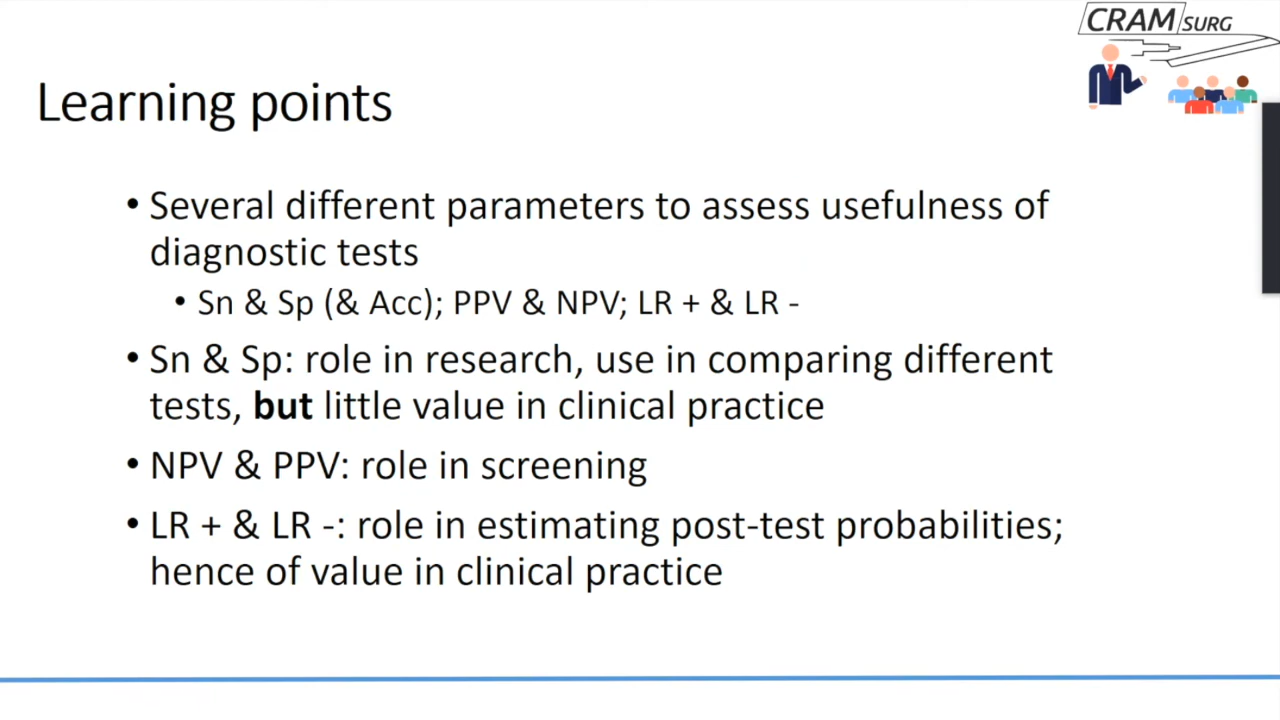 CRAM SURG
Learning points
• Several different parameters to assess usefulness of
diagnostic tests
• Sn & Sp (& Acc); PPV & NPV; LR + & LR -
• Sn & Sp: role in research, use in comparing different
tests, but little value in clinical practice
• NPV & PPV: role in screening
• LR + & LR -: role in estimating post-test probabilities;
hence of value in clinical practice